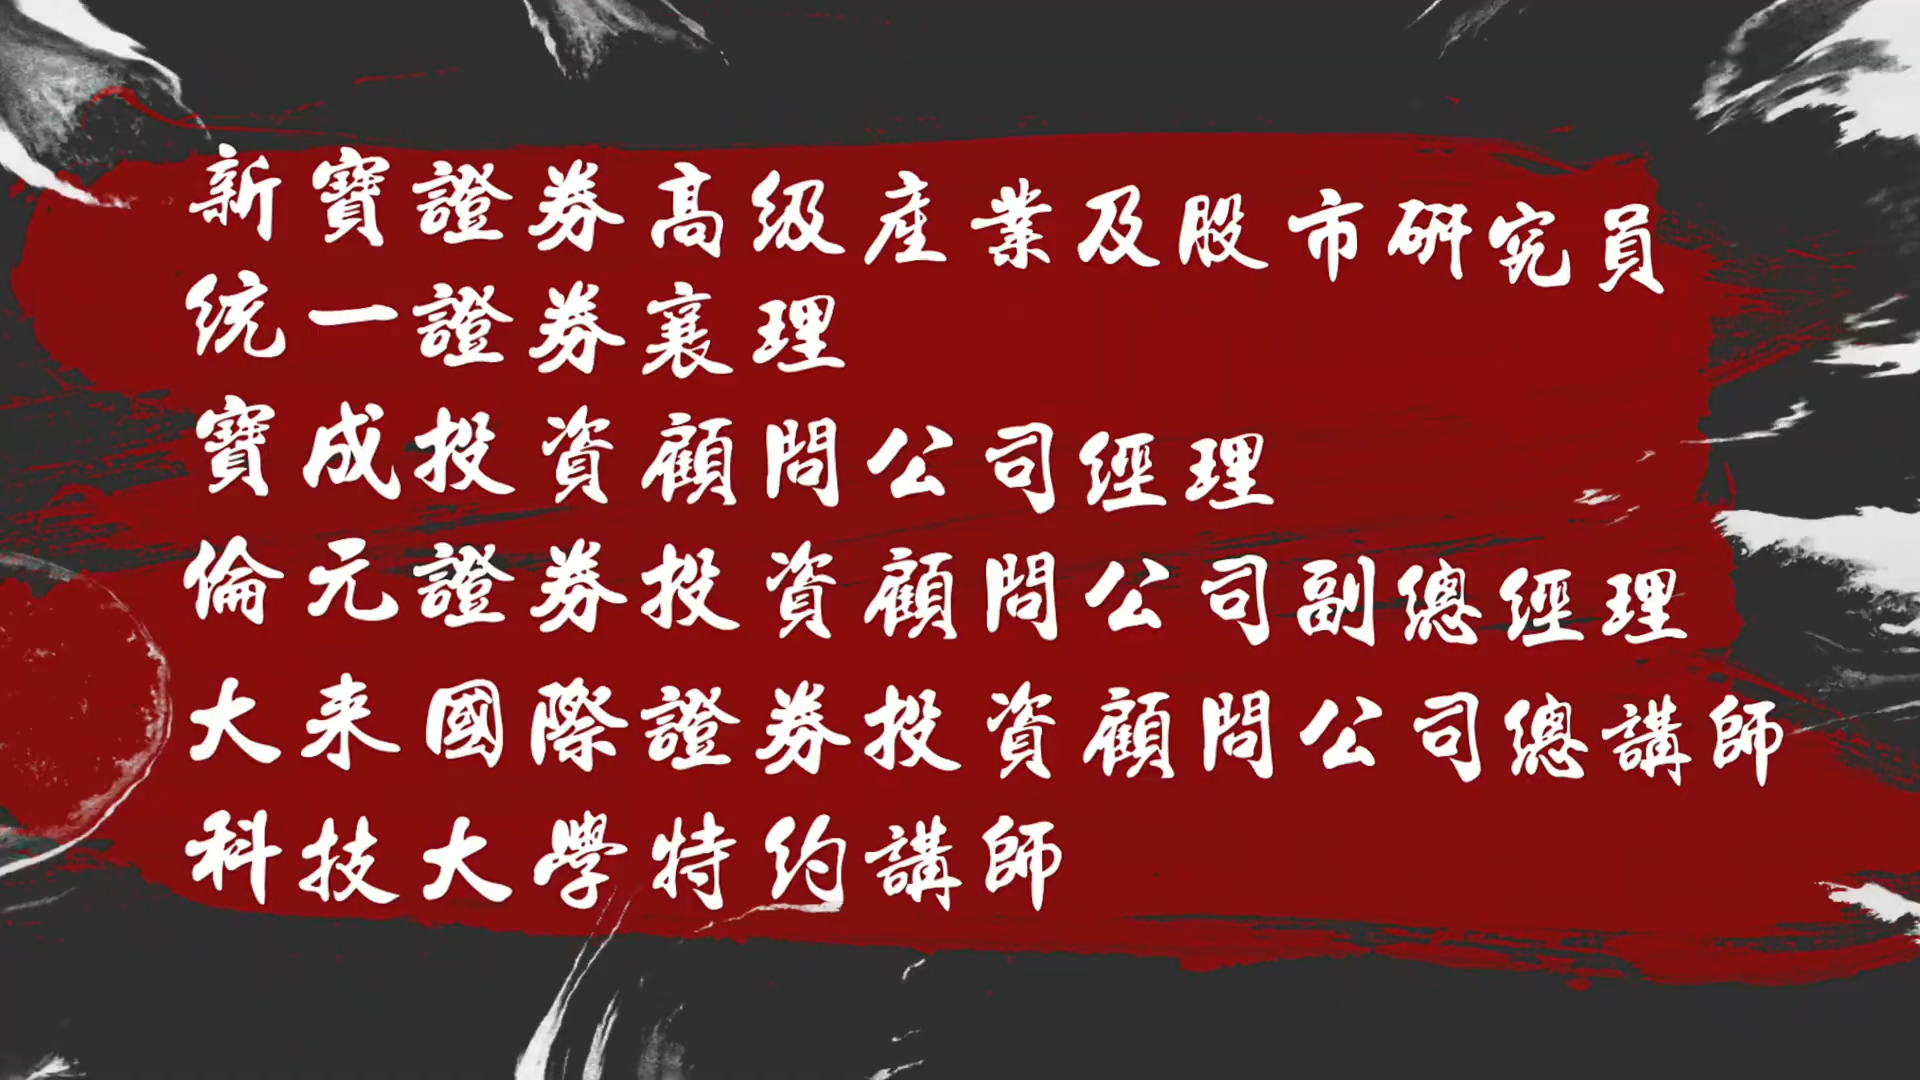 新寶證券高級產業及股市研究員
統一證券襄理
寶成投資顧問公司經理
倫元證券投資顧問公司副總經理
大来國際證券投資顧問公司總講師
科技大學特約講師